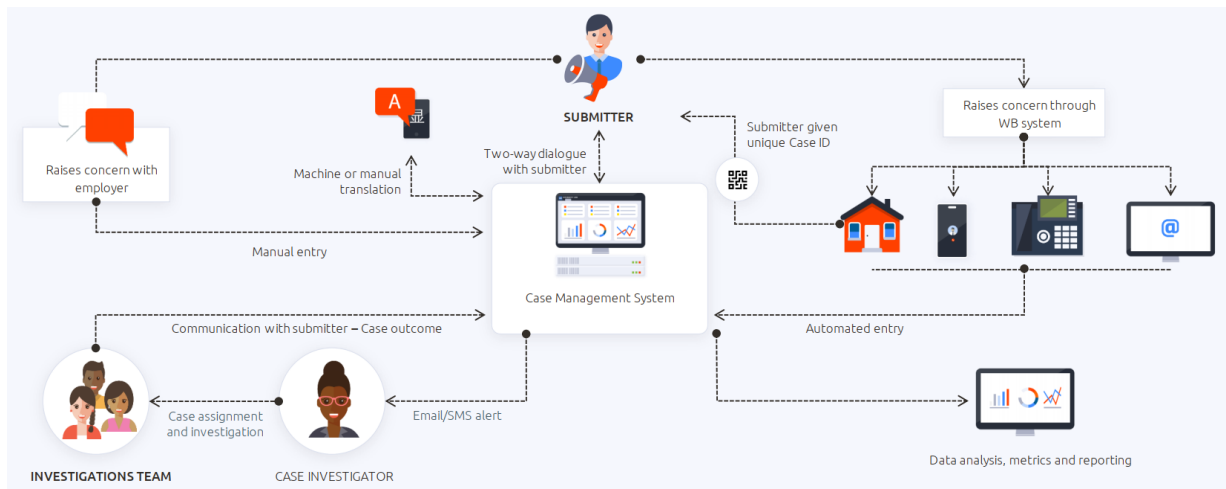 SUBMITTER
Raises concern through
WB system
A
Submitter given
unique Case ID
Raises concern with
employer
Two-way dialogue
with submitter
Machine or manual
translation
@
Manual entry
Case Management System
Communication with submitter – Case outcome
Automated entry
Case assignment
and investigation
Email/SMS alert
Data analysis, metrics and reporting
INVESTIGATIONS TEAM
CASE INVESTIGATOR